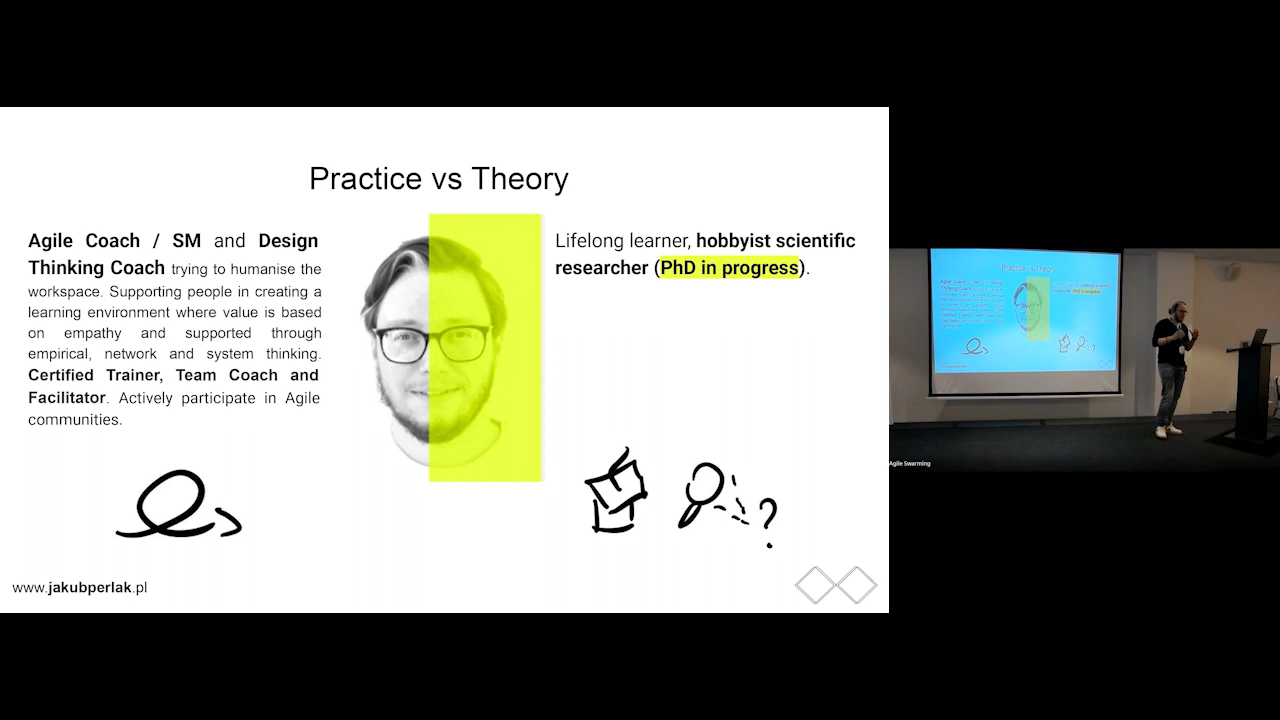 Practice vs Theory
Agile Coach / SM and Design
Thinking Coach trying to humanise the
workspace. Supporting people in creating a
learning environment where value is based
on empathy and supported through
empirical, network and system thinking.
Certified Trainer, Team Coach and
Facilitator. Actively participate in Agile
communities.
Lifelong learner, hobbyist scientific
researcher (PhD in progress).
?
www.jakubperlak.pl
Practice vs Theory
Agile Swarming